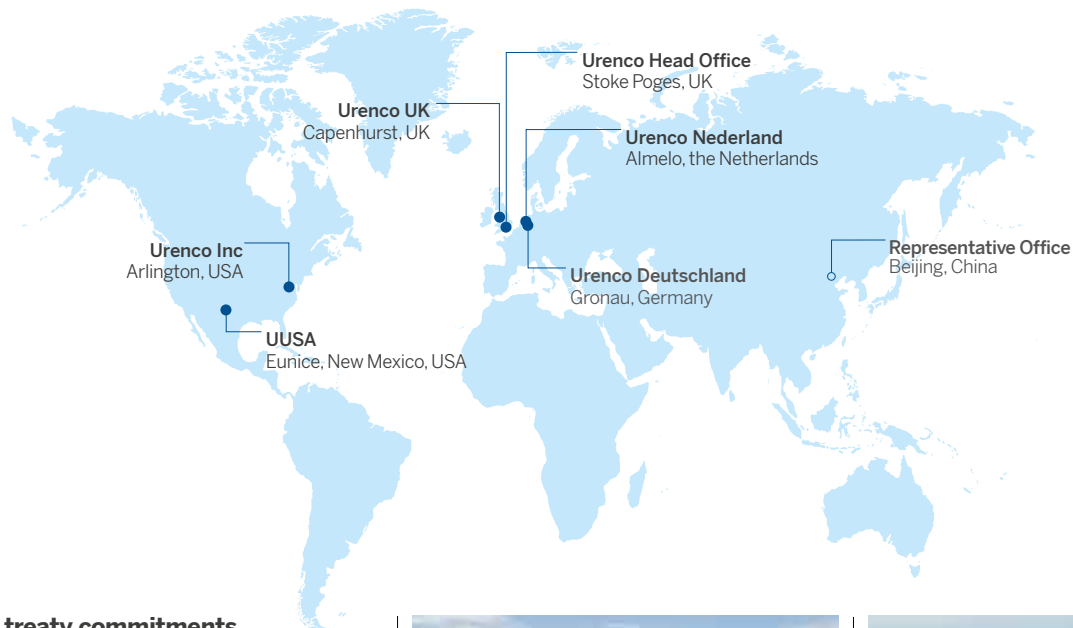 Urenco Head Office
Stoke Poges, UK
Urenco UK
Capenhurst, UK
Urenco Nederland
Almelo, the Netherlands
Urenco Inc
Arlington, USA
Representative Office
Beijing, China
Urenco Deutschland
Gronau, Germany
UUSA
Eunice, New Mexico, USA
treaty commitments